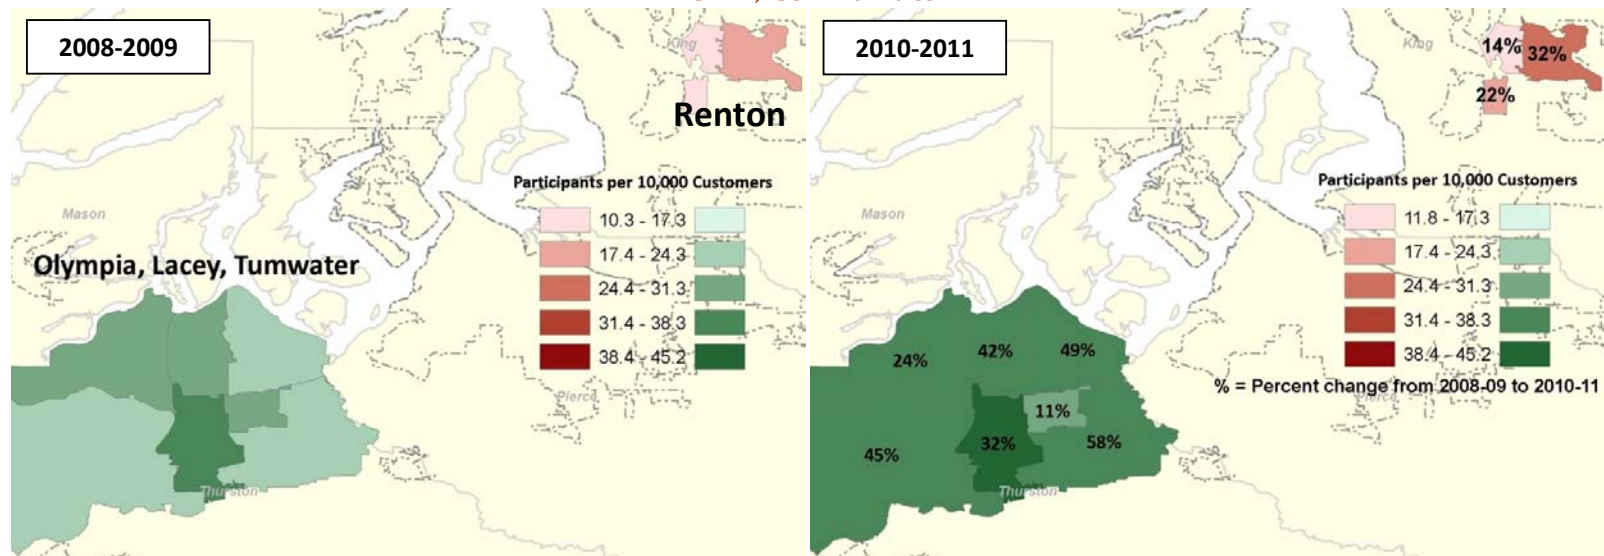 2008-2009
King
Renton
Participants per 10,000 Customers
10.3 - 17.3
17.4 - 24.3
24.4 - 31.3
31.4 - 38.3
38.4 - 45.2
Mason
Olympia, Lacey, Tumwater
Pierce
Thurston
2010-2011
King
14%
32%
22%
Participants per 10,000 Customers
11.8 - 17.3
17.4 - 24.3
24.4 - 31.3
31.4 - 38.3
38.4 - 45.2
% = Percent change from 2008-09 to 2010-11
Mason
Pierce
24%
42%
49%
11%
45%
32%
58%
Thurston